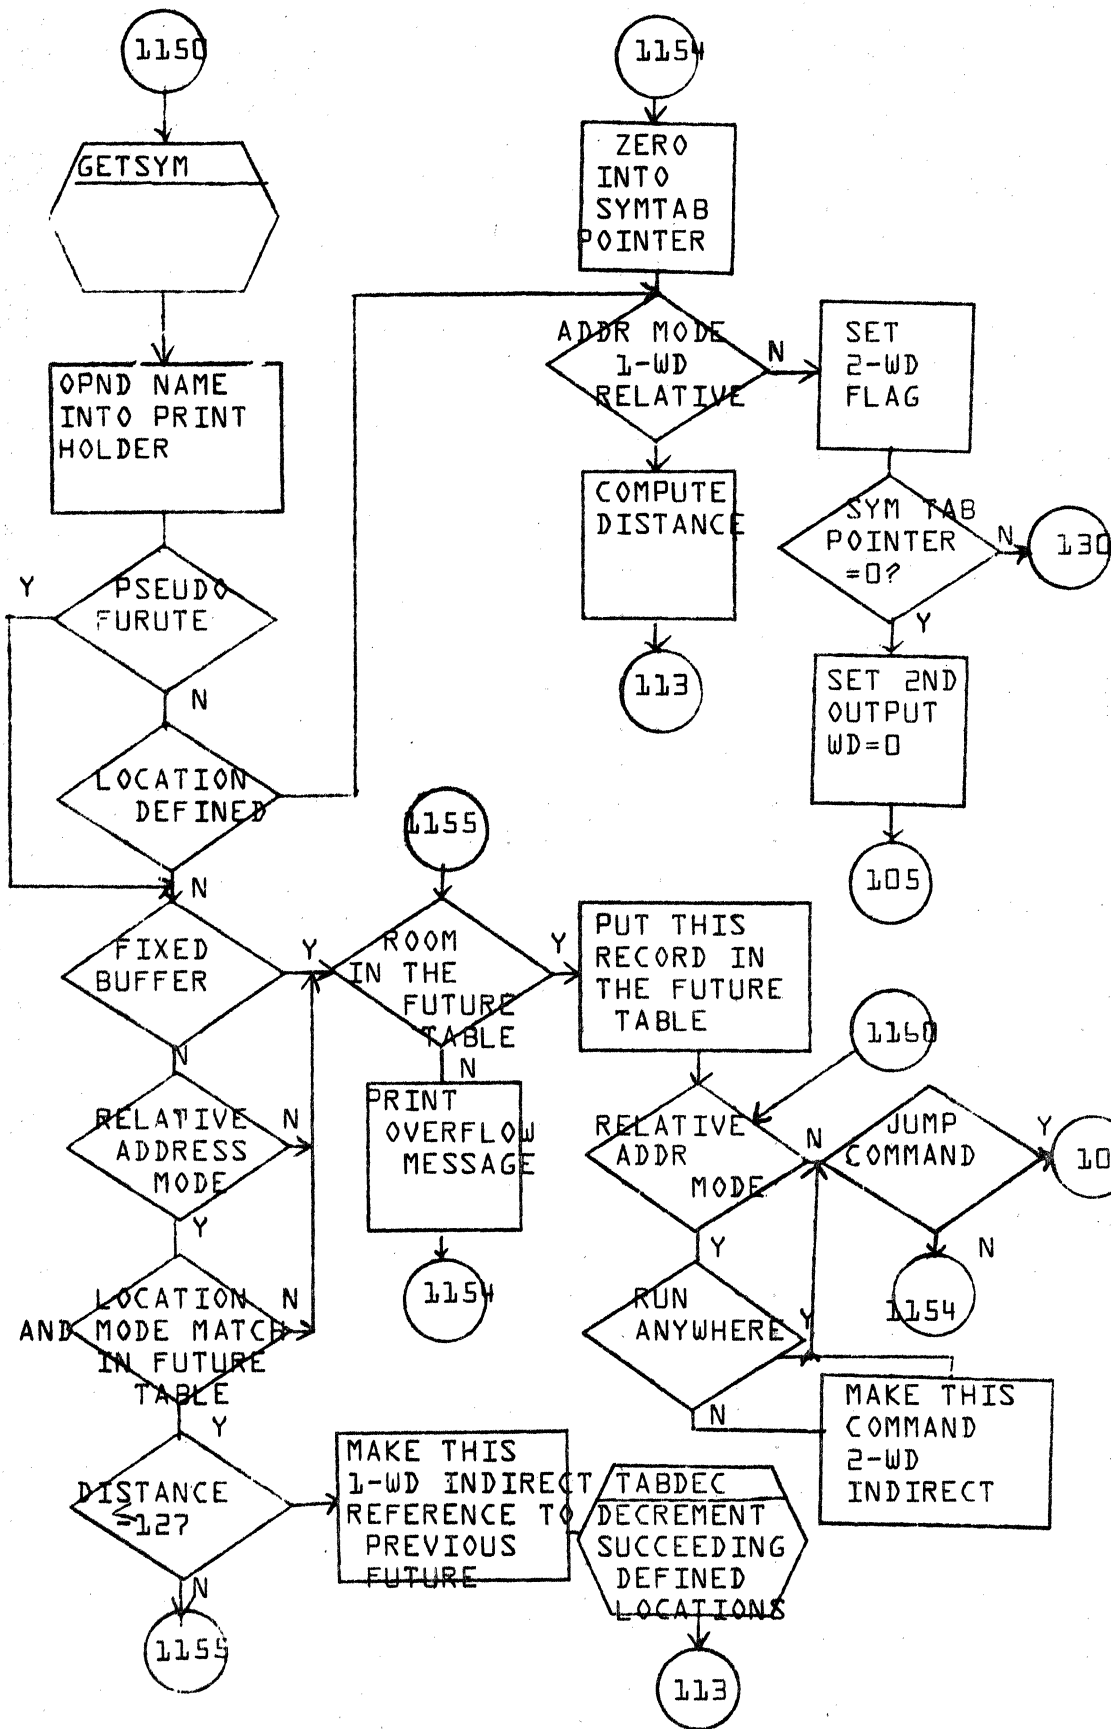 1150
GETSYM
OPND NAME
INTO PRINT
HOLDER
Y
PSEUDO
FURUTE
N
LOCATION
DEFINED
N
FIXED
BUFFER
Y
N
RELATIVE
ADDRESS
MODE
N
Y
LOCATION
AND MODE MATCH
IN FUTURE
TABLE
N
Y
DISTANCE
≤127
N
1155
MAKE THIS
1-WD INDIRECT
REFERENCE TO
PREVIOUS
FUTURE
TABDEC
DECREMENT
SUCCEEDING
DEFINED
LOCATIONS
113
1155
ROOM
IN THE
FUTURE
TABLE
Y
N
PRINT
OVERFLOW
MESSAGE
1154
PUT THIS
RECORD IN
THE FUTURE
TABLE
1160
RELATIVE
ADDR
MODE
N
Y
RUN
ANYWHERE
Y
N
MAKE THIS
COMMAND
2-WD
INDIRECT
JUMP
COMMAND
Y
10
N
1154
1154
ZERO
INTO
SYMTAB
POINTER
ADDR MODE
1-WD
RELATIVE
N
COMPUTE
DISTANCE
113
SET
2-WD
FLAG
SYM TAB
POINTER
=0?
N
130
Y
SET 2ND
OUTPUT
WD=0
105